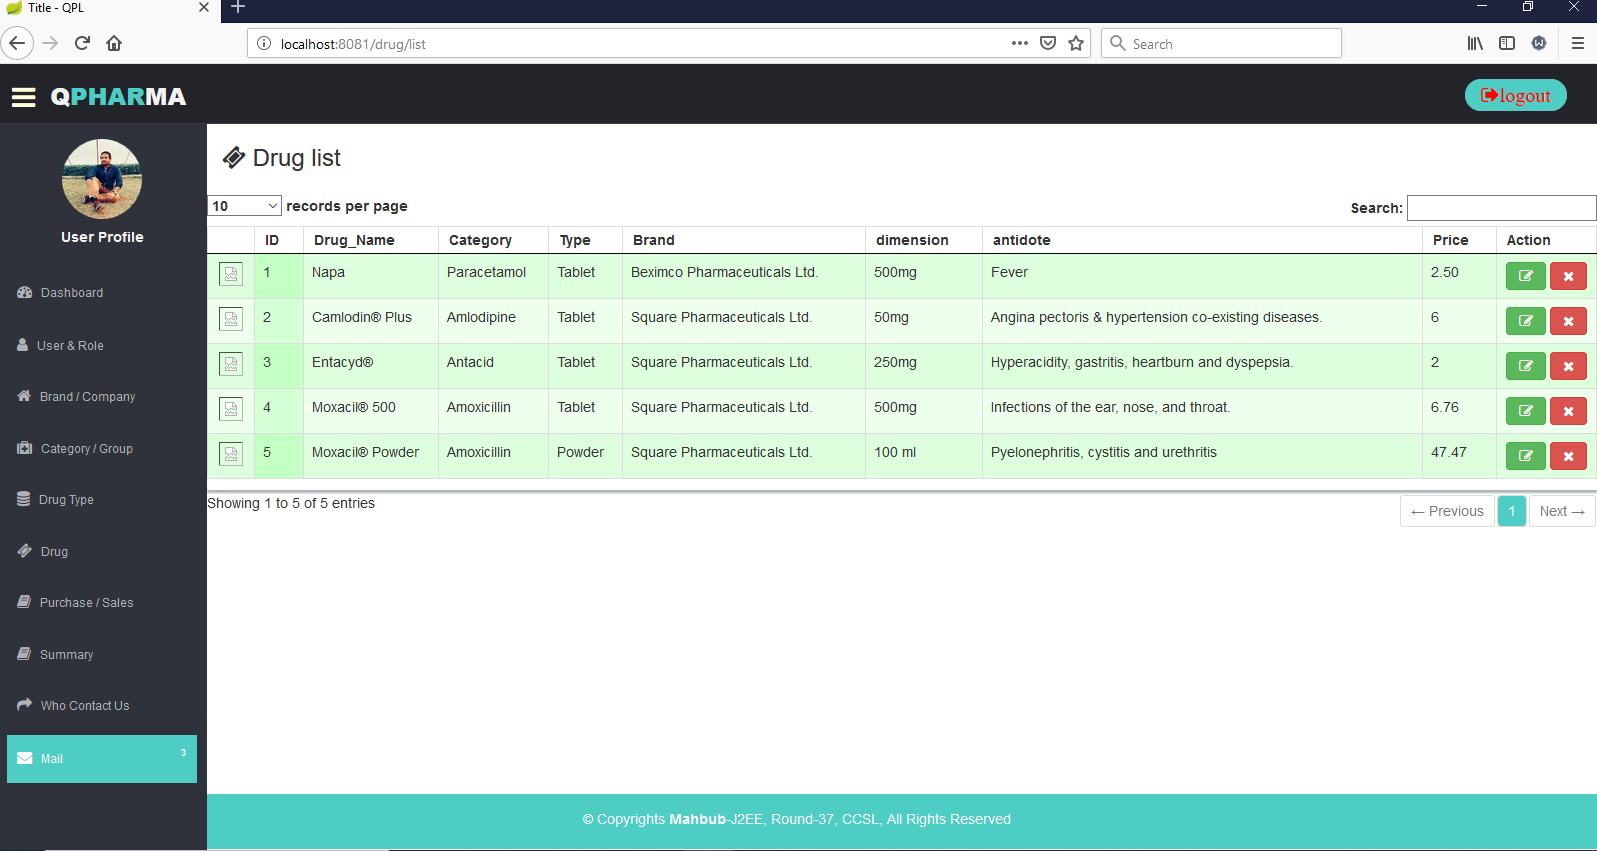 Title - QPL
localhost:8081/drug/list
Search
QPHARMA
logout
User Profile
Dashboard
User & Role
Brand / Company
Category / Group
Drug Type
Drug
Purchase / Sales
Summary
Who Contact Us
Mail 3
Drug list
10 records per page
Search:
ID Drug_Name Category Type Brand dimension antidote Price Action
1 Napa Paracetamol Tablet Beximco Pharmaceuticals Ltd. 500mg Fever 2.50
2 Camlodin® Plus Amlodipine Tablet Square Pharmaceuticals Ltd. 50mg Angina pectoris & hypertension co-existing diseases. 6
3 Entacyd® Antacid Tablet Square Pharmaceuticals Ltd. 250mg Hyperacidity, gastritis, heartburn and dyspepsia. 2
4 Moxacil® 500 Amoxicillin Tablet Square Pharmaceuticals Ltd. 500mg Infections of the ear, nose, and throat. 6.76
5 Moxacil® Powder Amoxicillin Powder Square Pharmaceuticals Ltd. 100 ml Pyelonephritis, cystitis and urethritis 47.47
Showing 1 to 5 of 5 entries
← Previous 1 Next →
© Copyrights Mahbub-J2EE, Round-37, CCSL, All Rights Reserved